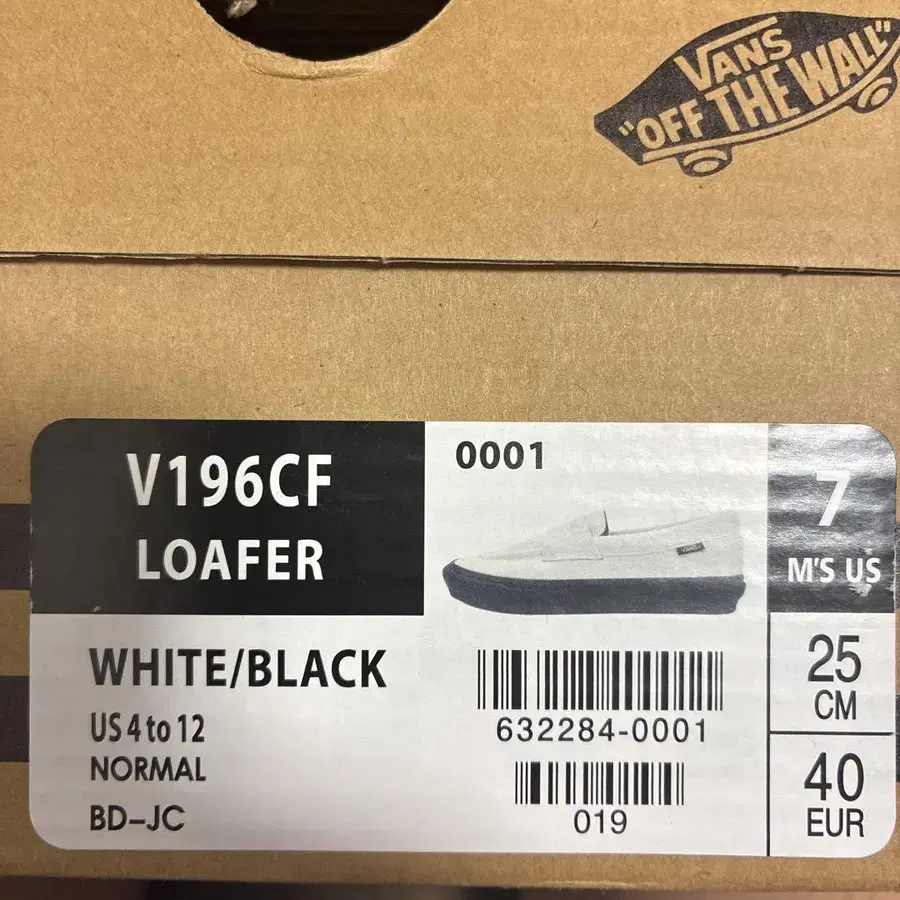 VANS
"OFF THE WALL"
V196CF
LOAFER
0001
7
M'S US
WHITE/BLACK
US 4 to 12
NORMAL
BD-JC
632284-0001
019
25
CM
40
EUR